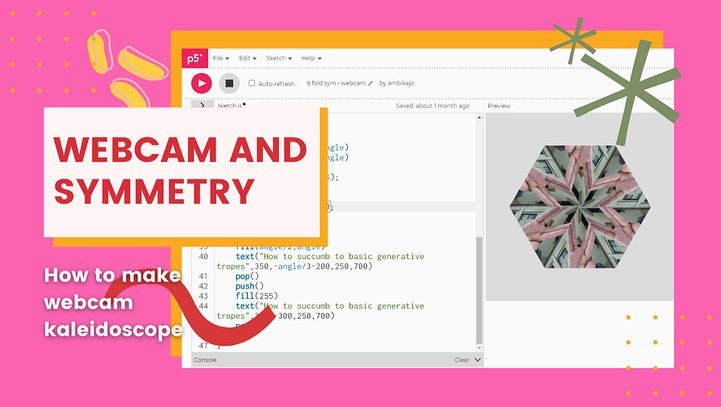 p5*
File
Edit
Sketch
Help
Auto-refresh
6 fold sym - webcam
by ambikajo
sketch.js
Saved: about 1 month ago
Preview
WEBCAM AND
SYMMETRY
ngle)
ngle)
);
fill(angle/2,angle)
40 text("How to succumb to basic generative
tropes",350,-angle/3-200,250,700)
41 pop()
42 push()
43 fill(255)
44 text("How to succumb to basic generative
tropes",
300,250,700)
47 }
How to make
webcam
kaleidoscope
Console
Clear